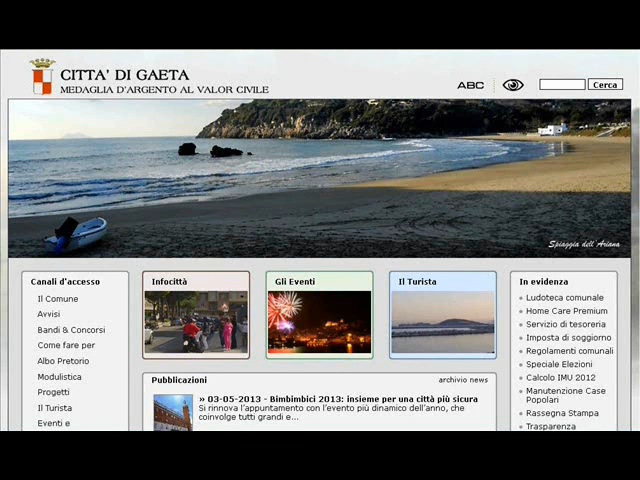 CITTA' DI GAETA
MEDAGLIA D'ARGENTO AL VALOR CIVILE
ABC
Cerca
Spiaggia dell'Ariana
Canali d'accesso
Il Comune
Avvisi
Bandi & Concorsi
Come fare per
Albo Pretorio
Modulistica
Progetti
Il Turista
Eventi e
Infocittà
Gli Eventi
Il Turista
Pubblicazioni
archivio news
» 03-05-2013 - Bimbimbici 2013: insieme per una città più sicura
Si rinnova l'appuntamento con l'evento più dinamico dell'anno, che
coinvolge tutti grandi e...
In evidenza
Ludoteca comunale
Home Care Premium
Servizio di tesoreria
Imposta di soggiorno
Regolamenti comunali
Speciale Elezioni
Calcolo IMU 2012
Manutenzione Case
Popolari
Rassegna Stampa
Trasparenza